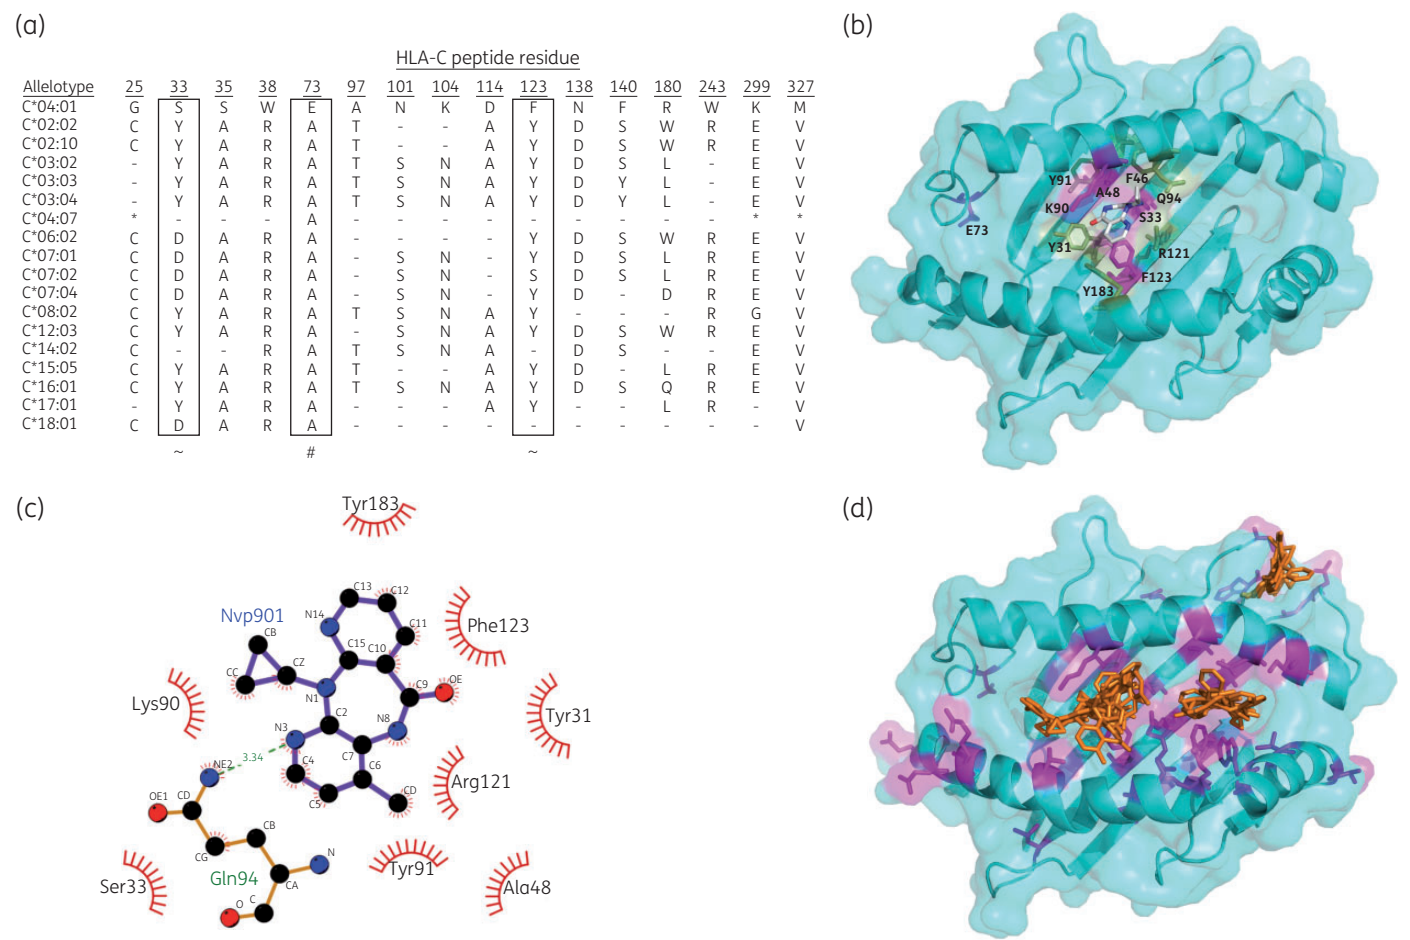 (a)
HLA-C peptide residue
Allelotype 25 33 35 38 73 97 101 104 114 123 138 140 180 243 299 327
C*04:01 G S S W E A N K D F N F R W K M
C*02:02 C Y A R A T - - A Y D S W R E V
C*02:10 C Y A R A T - - A Y D S W R E V
C*03:02 - Y A R A T S N A Y D S L - E V
C*03:03 - Y A R A T S N A Y D Y L - E V
C*03:04 - Y A R A T S N A Y D Y L - E V
C*04:07 * - - - A - - - - - - - - - * *
C*06:02 C D A R A - - - - Y D S W R E V
C*07:01 C D A R A - S N - Y D S L R E V
C*07:02 C D A R A - S N - S D S L R E V
C*07:04 C D A R A - S N - Y D - D R E V
C*08:02 C Y A R A T S N A Y - - - R G V
C*12:03 C Y A R A - S N A Y D S W R E V
C*14:02 C - - R A T S N A - D S - - E V
C*15:05 C Y A R A T - - A Y D - L R E V
C*16:01 C Y A R A T S N A Y D S Q R E V
C*17:01 - Y A R A - - - A Y - - L R - V
C*18:01 C D A R A - - - - - - - - - - V
~ # ~
(b)
Y91
F46
A48
Q94
K90
S33
E73
Y31
R121
F123
Y183
(c)
Tyr183
C13
C12
Nvp901
N14
C11
Phe123
CB
C15
C10
CZ
CC
OE
C9
Lys90
N1
C2
N8
Tyr31
N3
C7
3.34
NE2
C4
C6
Arg121
OE1
CD
C5
CD
CB
CG
N
Tyr91
Ser33
Gln94
CA
Ala48
O
C
(d)